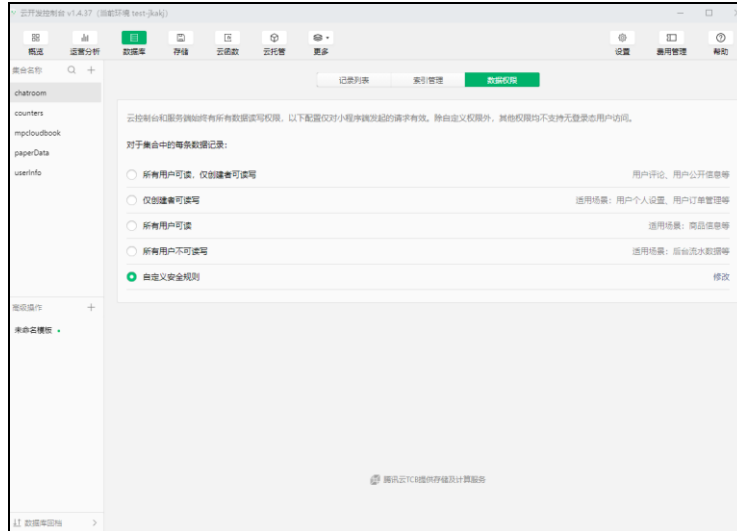 云开发控制台 v1.4.37 (当前环境 test-jkakj)
概览 运营分析 数据库 存储 云函数 云托管 更多 设置 费用管理 帮助
集合名称
记录列表 索引管理 数据权限
chatroom
counters
mpcloudbook
paperData
userInfo
云控制台和服务端始终有所有数据读写权限，以下配置仅对小程序端发起的请求有效。除自定义权限外，其他权限均不支持无登录态用户访问。
对于集合中的每条数据记录：
所有用户可读，仅创建者可读写 用户评论、用户公开信息等
仅创建者可读写 适用场景：用户个人设置、用户订单管理等
所有用户可读 适用场景：商品信息等
所有用户不可读写 适用场景：后台流水数据等
自定义安全规则 修改
高级操作
未命名模板
腾讯云TCB提供存储及计算服务
数据库回档